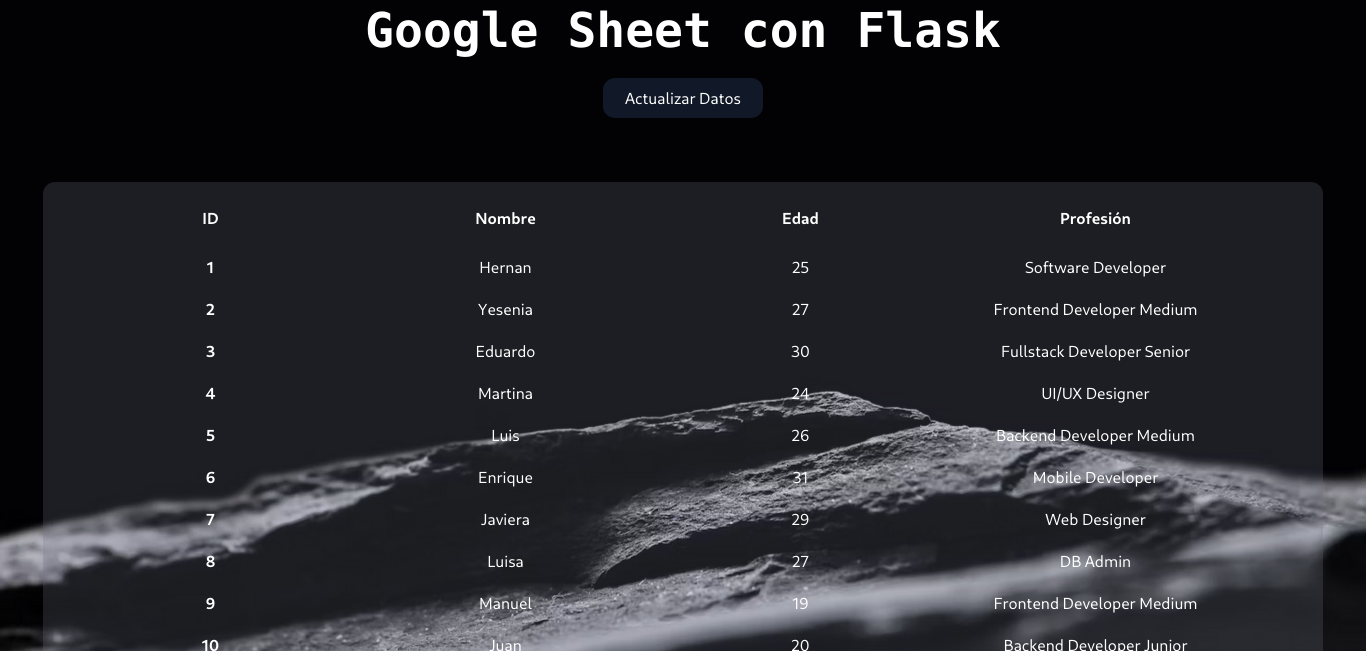 Google Sheet con Flask
Actualizar Datos
ID Nombre Edad Profesión
1 Hernan 25 Software Developer
2 Yesenia 27 Frontend Developer Medium
3 Eduardo 30 Fullstack Developer Senior
4 Martina 24 UI/UX Designer
5 Luis 26 Backend Developer Medium
6 Enrique 31 Mobile Developer
7 Javiera 29 Web Designer
8 Luisa 27 DB Admin
9 Manuel 19 Frontend Developer Medium
10 Juan 20 Backend Developer Junior